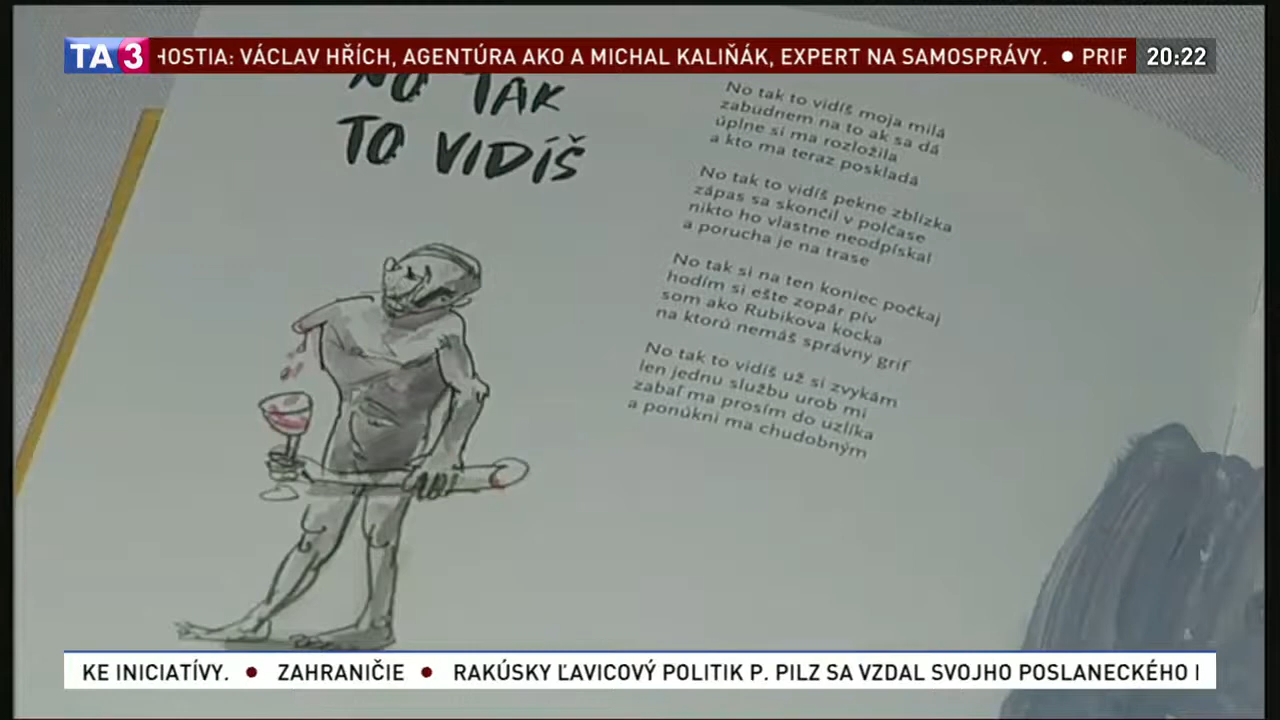 TA3
HOSTIA: VÁCLAV HŘÍCH, AGENTÚRA AKO A MICHAL KALIŇÁK, EXPERT NA SAMOSPRÁVY. ●
20:22
NO TAK
TO VIDÍŠ
No tak to vidíš moja milá
zabudnem na to ak sa dá
úplne si ma rozložila
a kto ma teraz poskladá
No tak to vidíš pekne zblízka
zápas sa skončil v polčase
nikto ho vlastne neodpískal
a porucha je na trase
No tak si na ten koniec počkaj
hodím si ešte zopár pív
som ako Rubikova kocka
na ktorú nemáš správny grif
No tak to vidíš už si zvykám
len jednu službu urob mi
zabaľ ma prosím do uzlíka
a ponúkni ma chudobným
KE INICIATÍVY. ● ZAHRANIČIE ● RAKÚSKY ĽAVICOVÝ POLITIK P. PILZ SA VZDAL SVOJHO POSLANECKÉHO